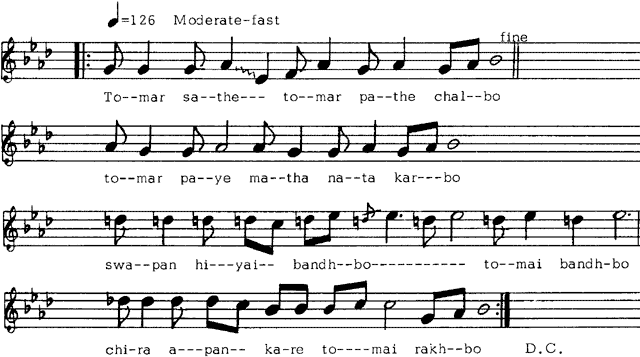 ♩=126 Moderate-fast
fine
To--mar sa--the--- to--mar pa--the chal--bo
to--mar pa--ye ma--tha na--ta kar---bo
swa--pan hi---yai-- bandh--bo----------- to--mai bandh-bo
chi-ra a---pan-- ka-re to----mai rakh--bo D.C.